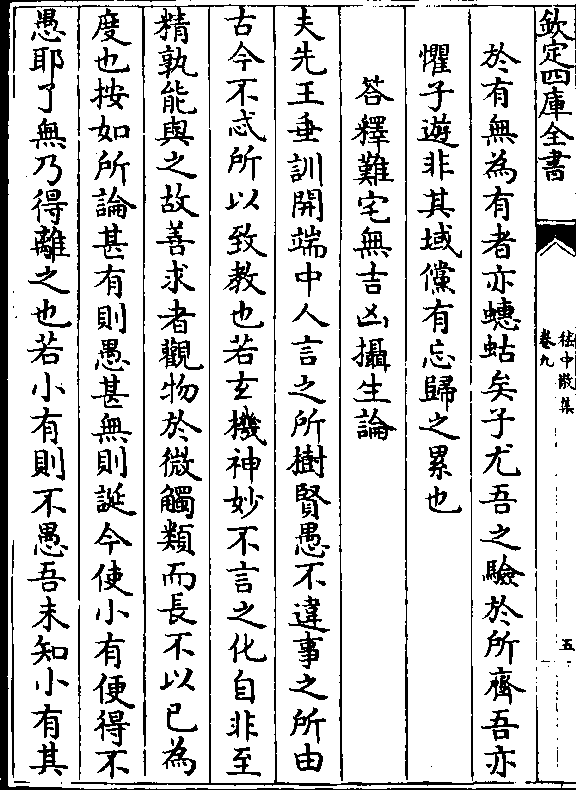 欽定四庫全書
嵇中散集
卷九
五
於有無為有者亦蟪蛄矣子尤吾之驗於所齊吾亦
懼子遊非其域儻有忘歸之累也
答釋難宅無吉凶攝生論
夫先王垂訓開端中人言之所樹賢愚不違事之所由
古今不忒所以致教也若玄機神妙不言之化自非至
精孰能與之故善求者觀物於微觸類而長不以己為
度也按如所論甚有則愚甚無則誕今使小有便得不
愚耶了無乃得離之也若小有則不愚吾未知小有其